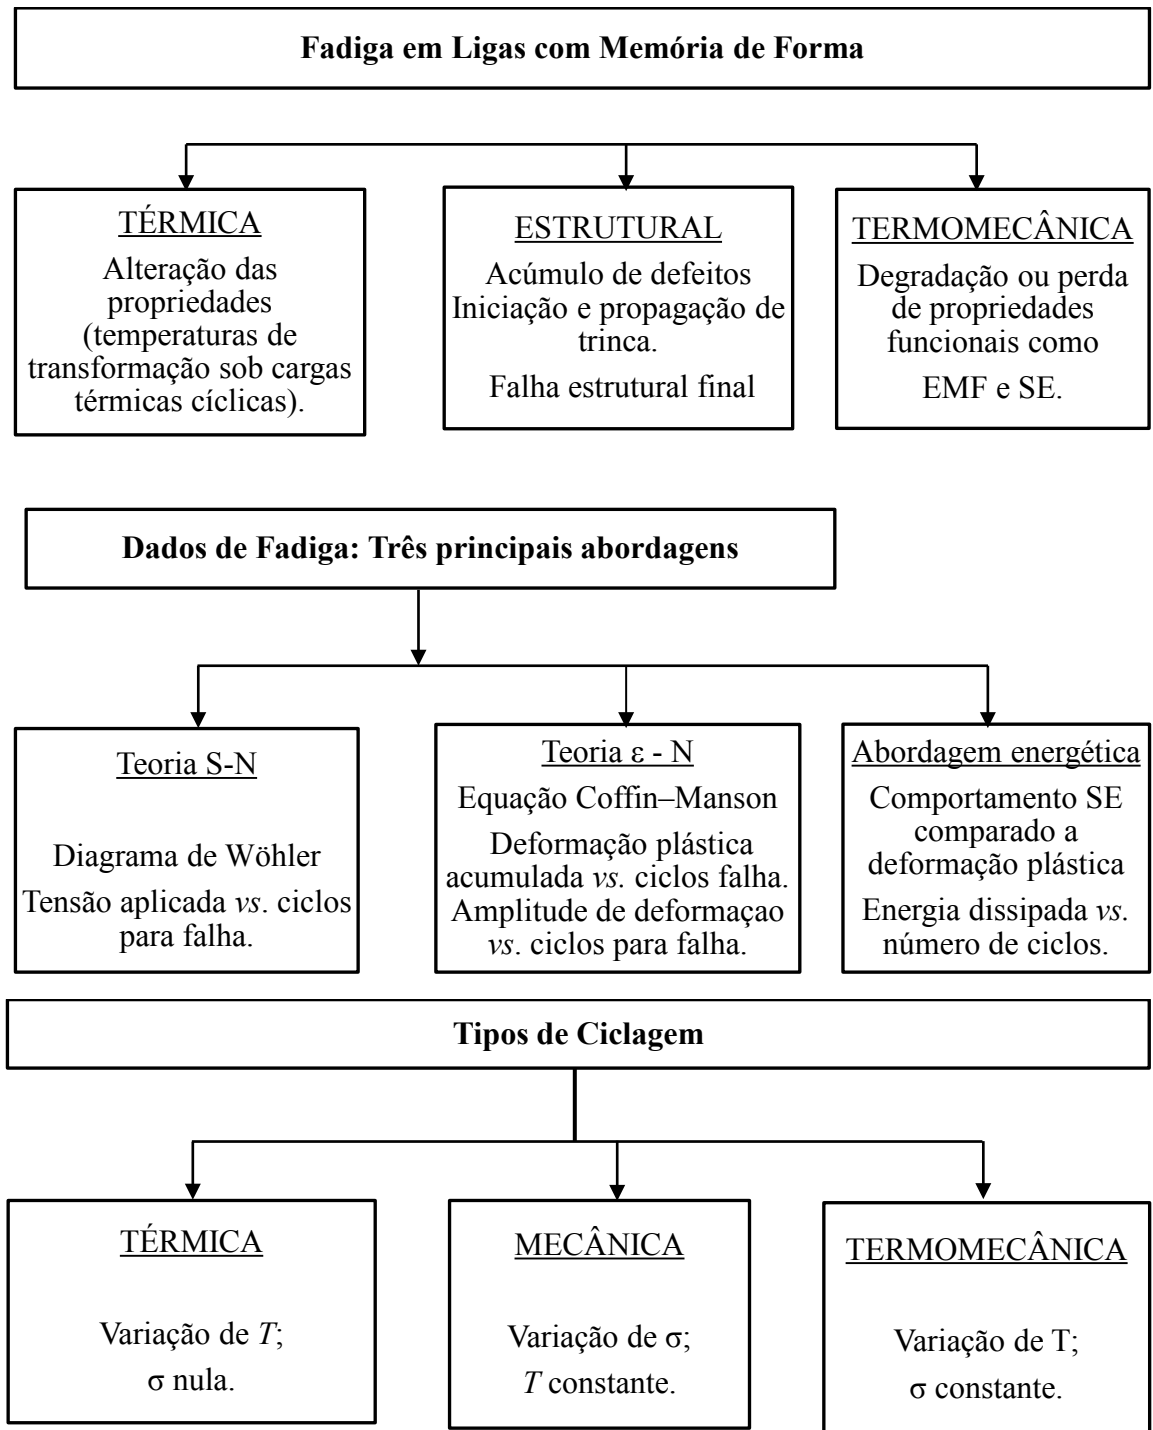 Fadiga em Ligas com Memória de Forma
TÉRMICA
Alteração das
propriedades
(temperaturas de
transformação sob cargas
térmicas cíclicas).
ESTRUTURAL
Acúmulo de defeitos
Iniciação e propagação de
trinca.
Falha estrutural final
TERMOMECÂNICA
Degradação ou perda
de propriedades
funcionais como
EMF e SE.
Dados de Fadiga: Três principais abordagens
Teoria S-N
Diagrama de Wöhler
Tensão aplicada vs. ciclos
para falha.
Teoria ε - N
Equação Coffin–Manson
Deformação plástica
acumulada vs. ciclos falha.
Amplitude de deformaçao
vs. ciclos para falha.
Abordagem energética
Comportamento SE
comparado a
deformação plástica
Energia dissipada vs.
número de ciclos.
Tipos de Ciclagem
TÉRMICA
Variação de T;
σ nula.
MECÂNICA
Variação de σ;
T constante.
TERMOMECÂNICA
Variação de T;
σ constante.